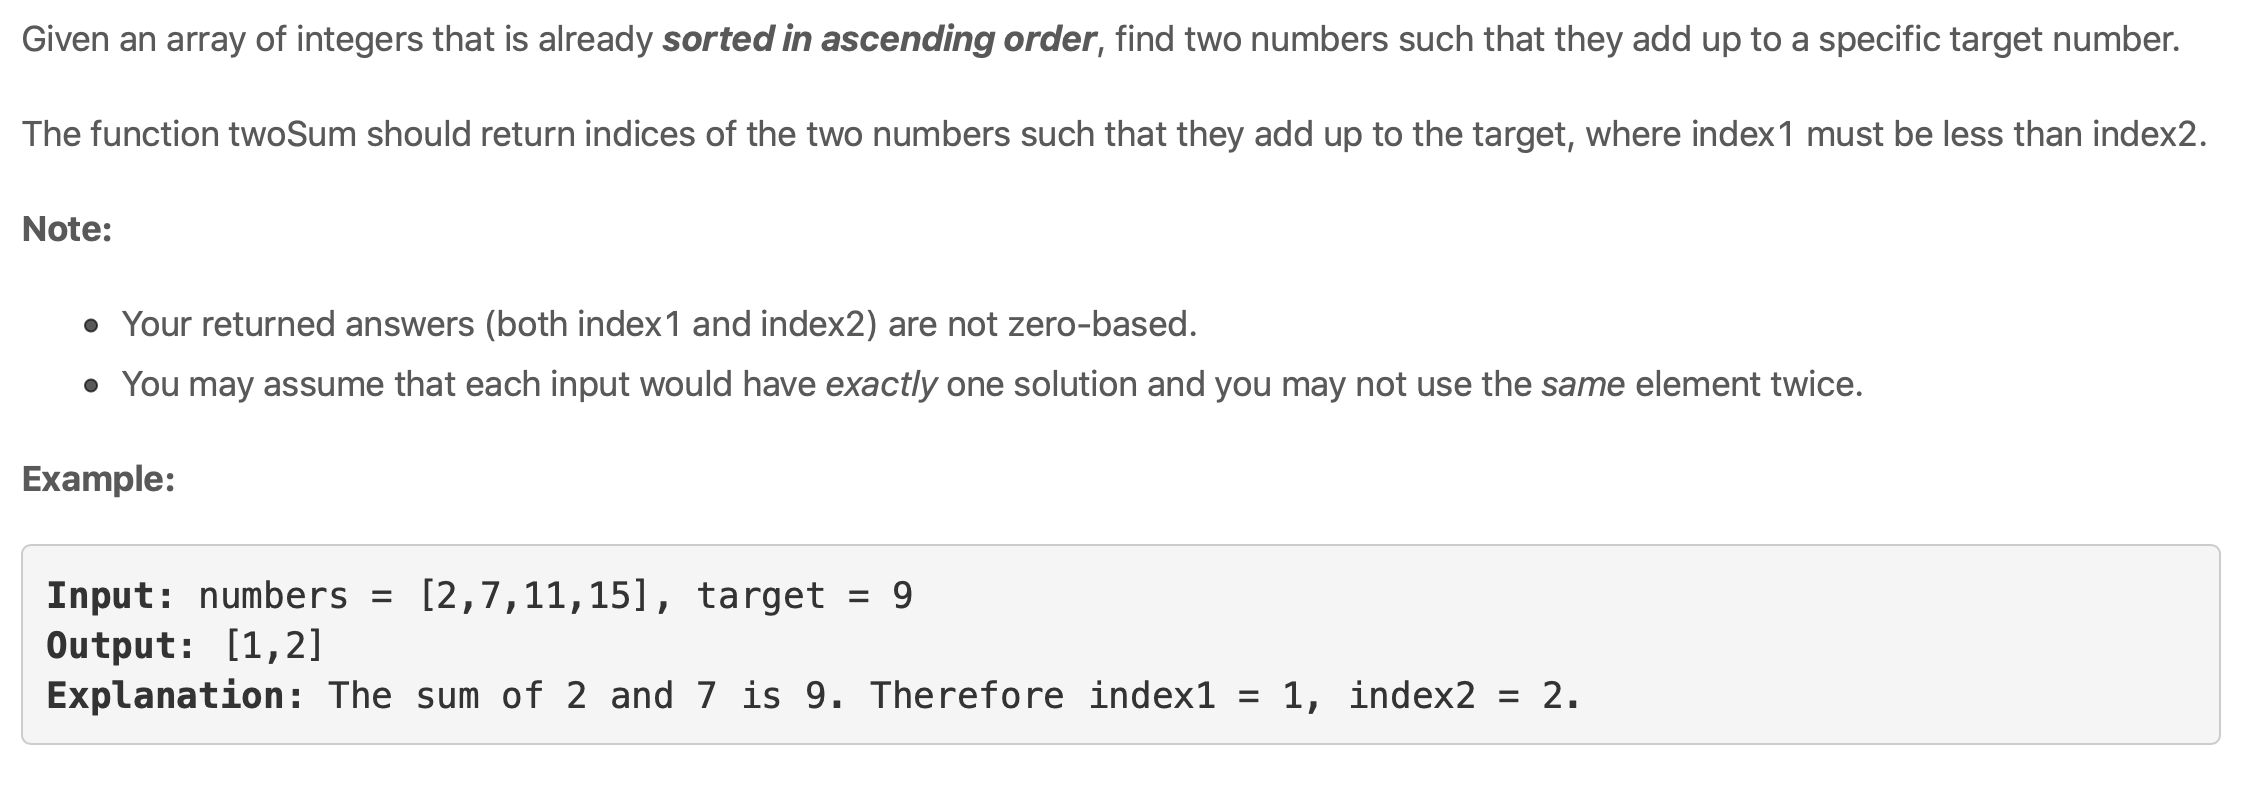 Given an array of integers that is already sorted in ascending order, find two numbers such that they add up to a specific target number.
The function twoSum should return indices of the two numbers such that they add up to the target, where index1 must be less than index2.
Note:
• Your returned answers (both index1 and index2) are not zero-based.
• You may assume that each input would have exactly one solution and you may not use the same element twice.
Example:
Input: numbers = [2,7,11,15], target = 9
Output: [1,2]
Explanation: The sum of 2 and 7 is 9. Therefore index1 = 1, index2 = 2.